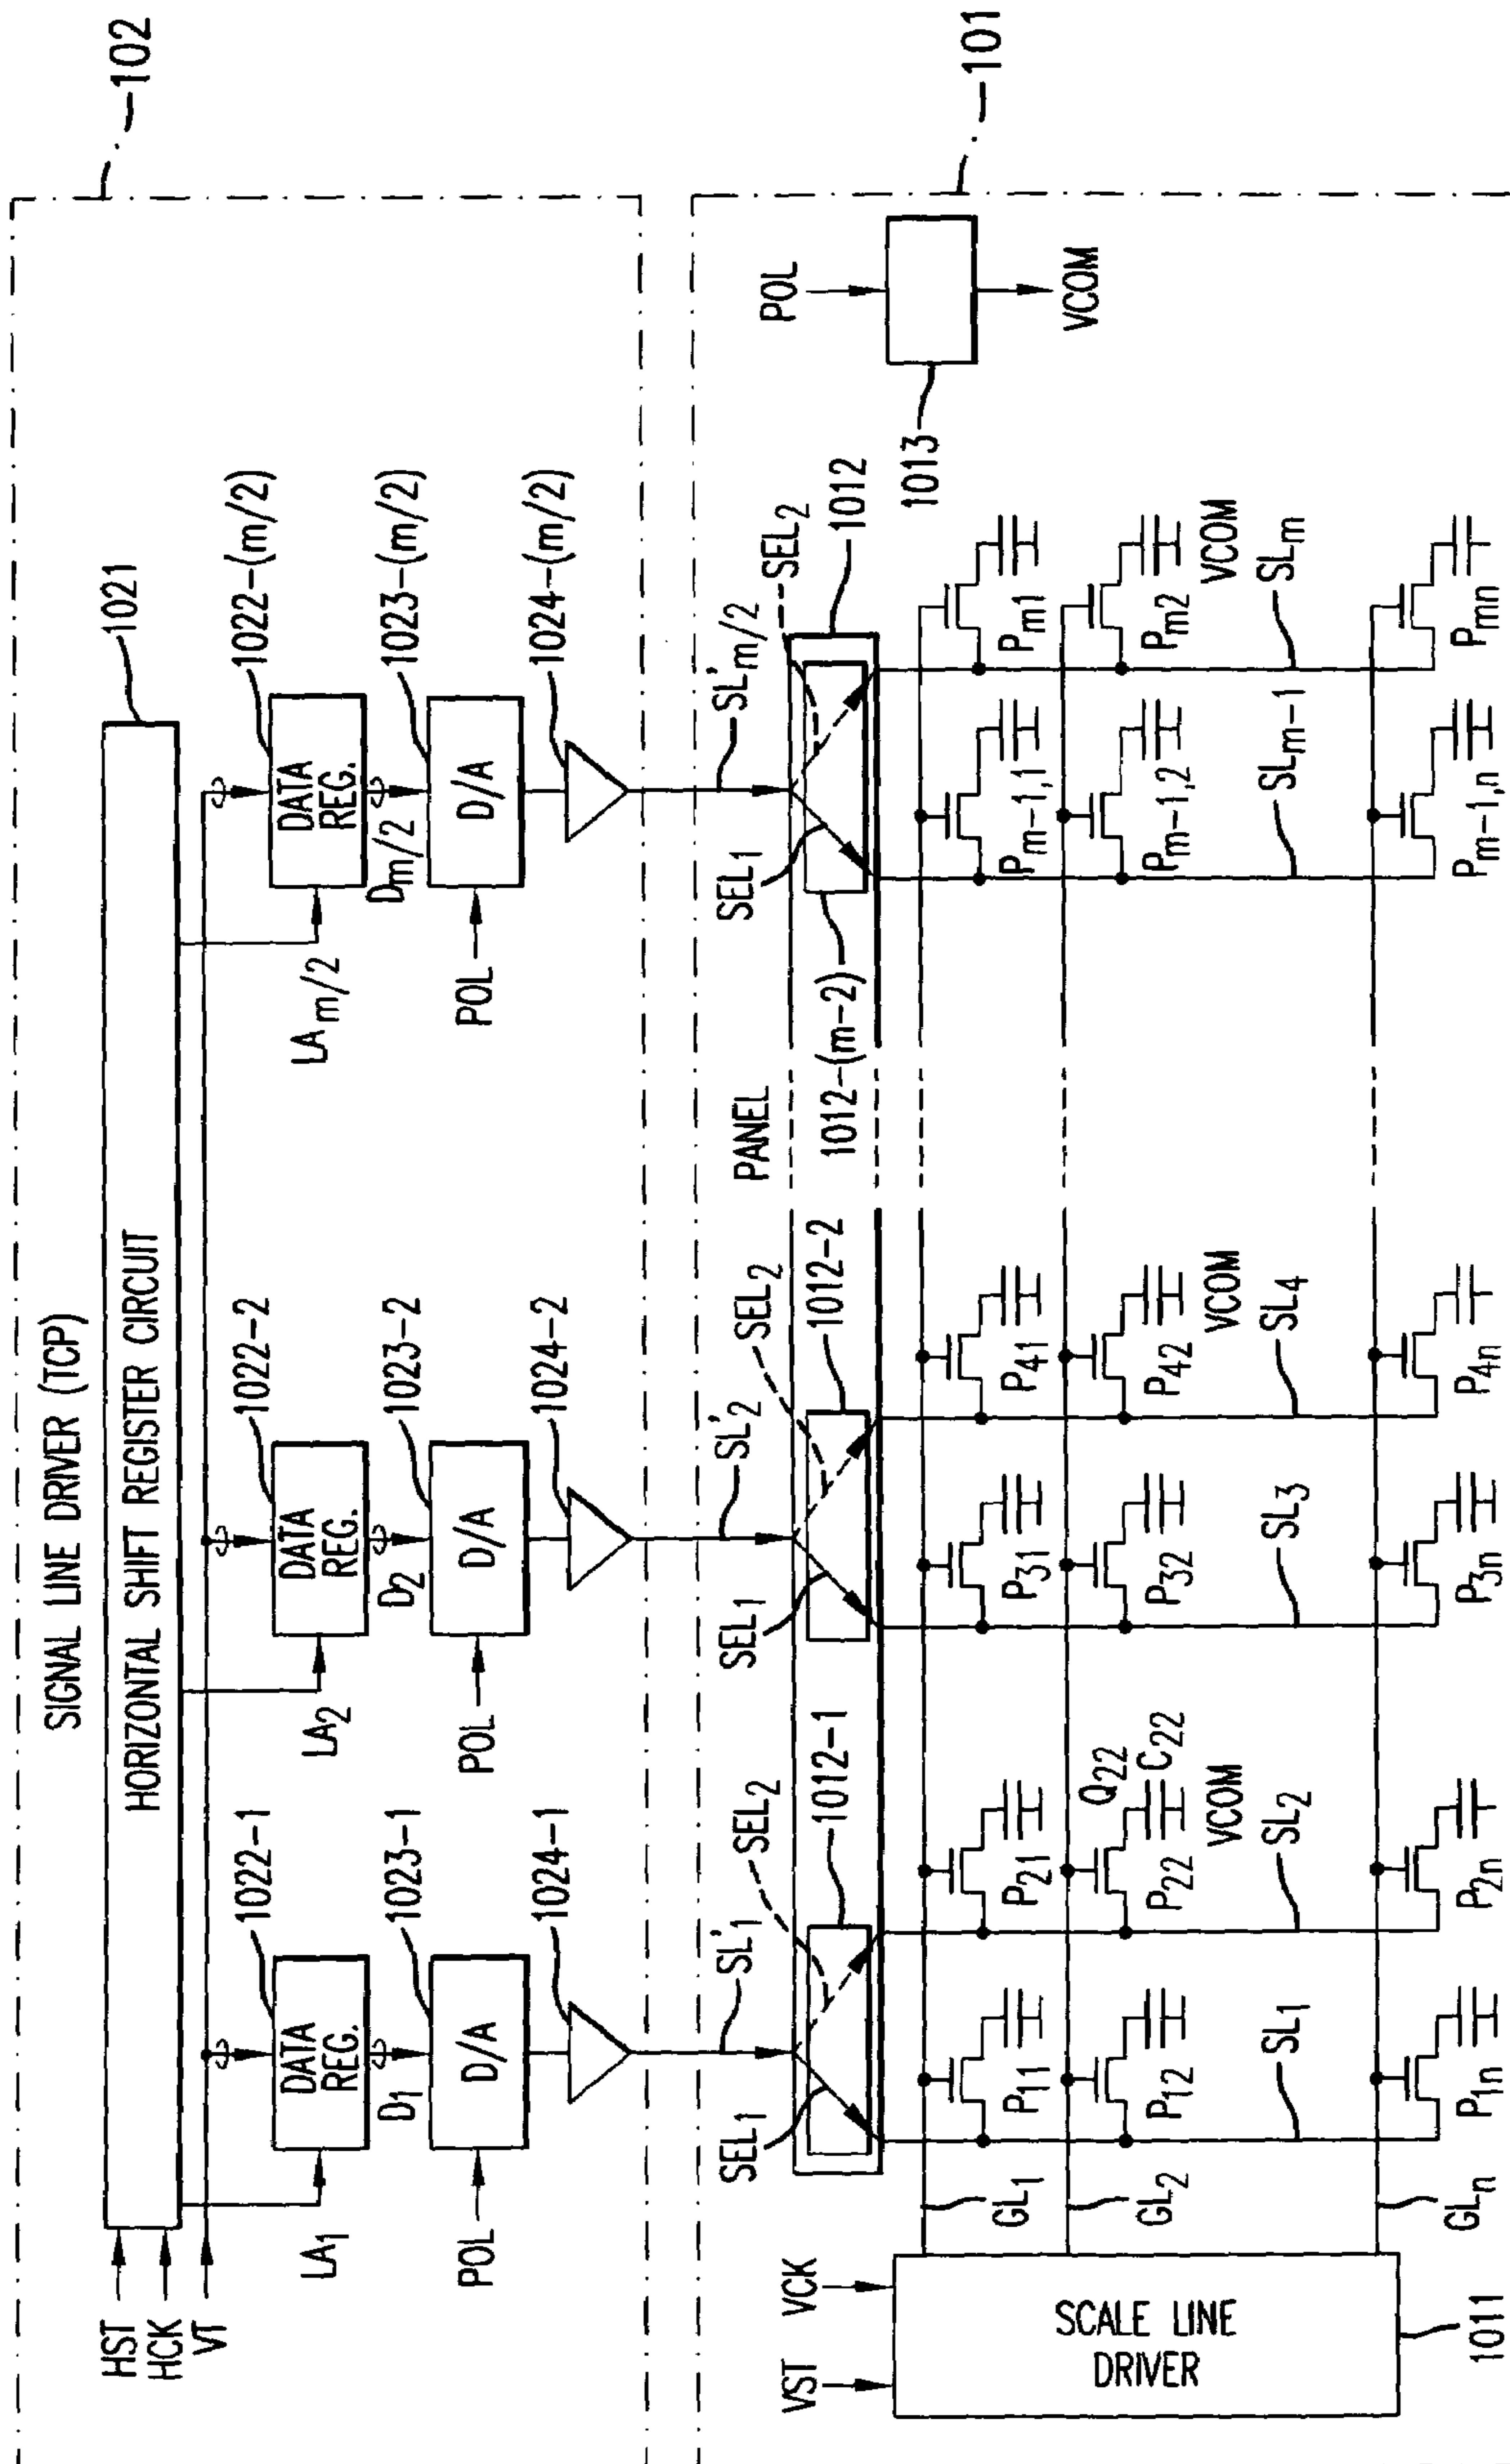 SIGNAL LINE DRIVER (TCP)
102
1021
HST
HCK
VT
HORIZONTAL SHIFT REGISTER CIRCUIT
1022-1
1022-2
1022-(m/2)
LA1
DATA REG.
LA2
DATA REG.
LAm/2
DATA REG.
D1
1023-1
D2
1023-2
Dm/2
1023-(m/2)
POL
D/A
POL
D/A
POL
D/A
1024-1
1024-2
1024-(m/2)
101
PANEL
SL'1
SL'2
SL'm/2
SEL1
SEL2
1012-1
SEL1
SEL2
1012-2
SEL1
SEL2
1012-(m-2)
1012
POL
1013
VCOM
VST
VCK
SCALE LINE
DRIVER
1011
GL1
P11
P21
P31
P41
Pm-1,1
Pm1
GL2
P12
P22
Q22
C22
VCOM
P32
P42
VCOM
Pm-1,2
Pm2
VCOM
SL1
SL2
SL3
SL4
SLm-1
SLm
GLn
P1n
P2n
P3n
P4n
Pm-1,n
Pmn